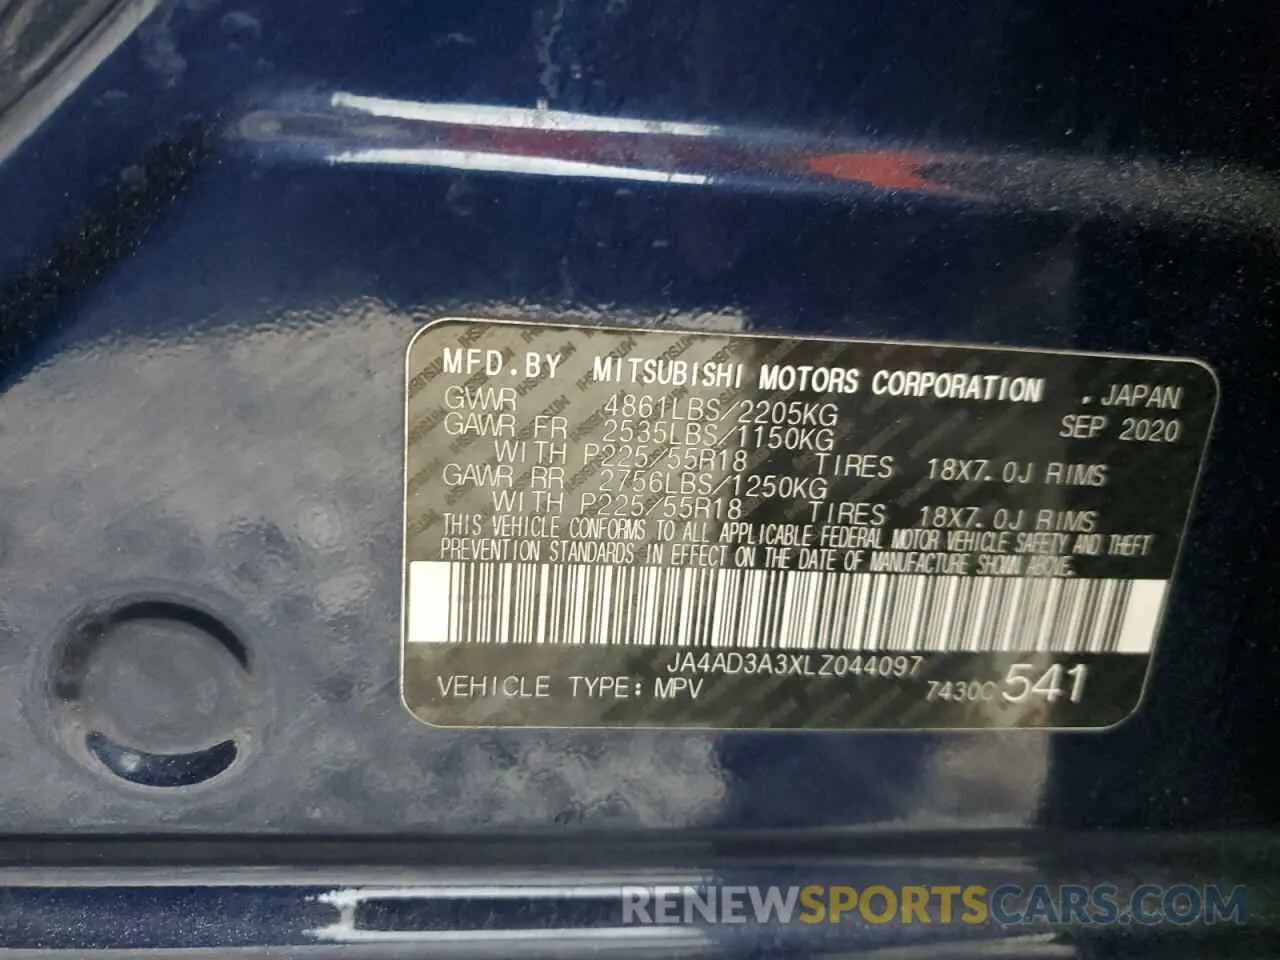 MFD. BY MITSUBISHI MOTORS CORPORATION . JAPAN
GVWR 4861LBS/2205KG SEP 2020
GAWR FR 2535LBS/1150KG
WITH P225/55R18 TIRES 18X7.0J RIMS
GAWR RR 2756LBS/1250KG
WITH P225/55R18 TIRES 18X7.0J RIMS
THIS VEHICLE CONFORMS TO ALL APPLICABLE FEDERAL MOTOR VEHICLE SAFETY AND THEFT
PREVENTION STANDARDS IN EFFECT ON THE DATE OF MANUFACTURE SHOWN ABOVE.
JA4AD3A3XLZ044097
VEHICLE TYPE: MPV 7430C 541
RENEWSPORTSCARS.COM